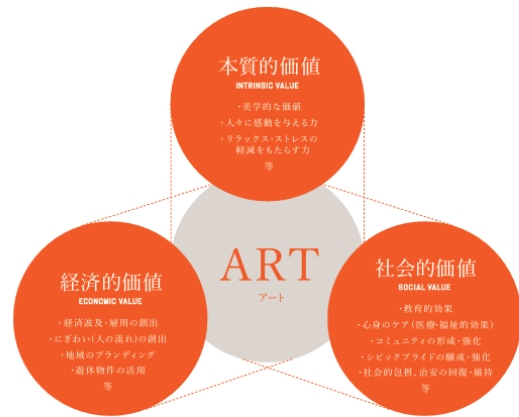 本質的価値
INTRINSIC VALUE
・美学的な価値
・人々に感動を与える力
・リラックス・ストレスの
軽減をもたらす力
等
ART
アート
経済的価値
ECONOMIC VALUE
・経済波及・雇用の創出
・にぎわい(人の流れ)の創出
・地域のブランディング
・遊休物件の活用
等
社会的価値
SOCIAL VALUE
・教育的効果
・心身のケア(医療・福祉的効果)
・コミュニティの形成・強化
・シビックプライドの醸成・強化
・社会的包摂、治安の回復・維持
等